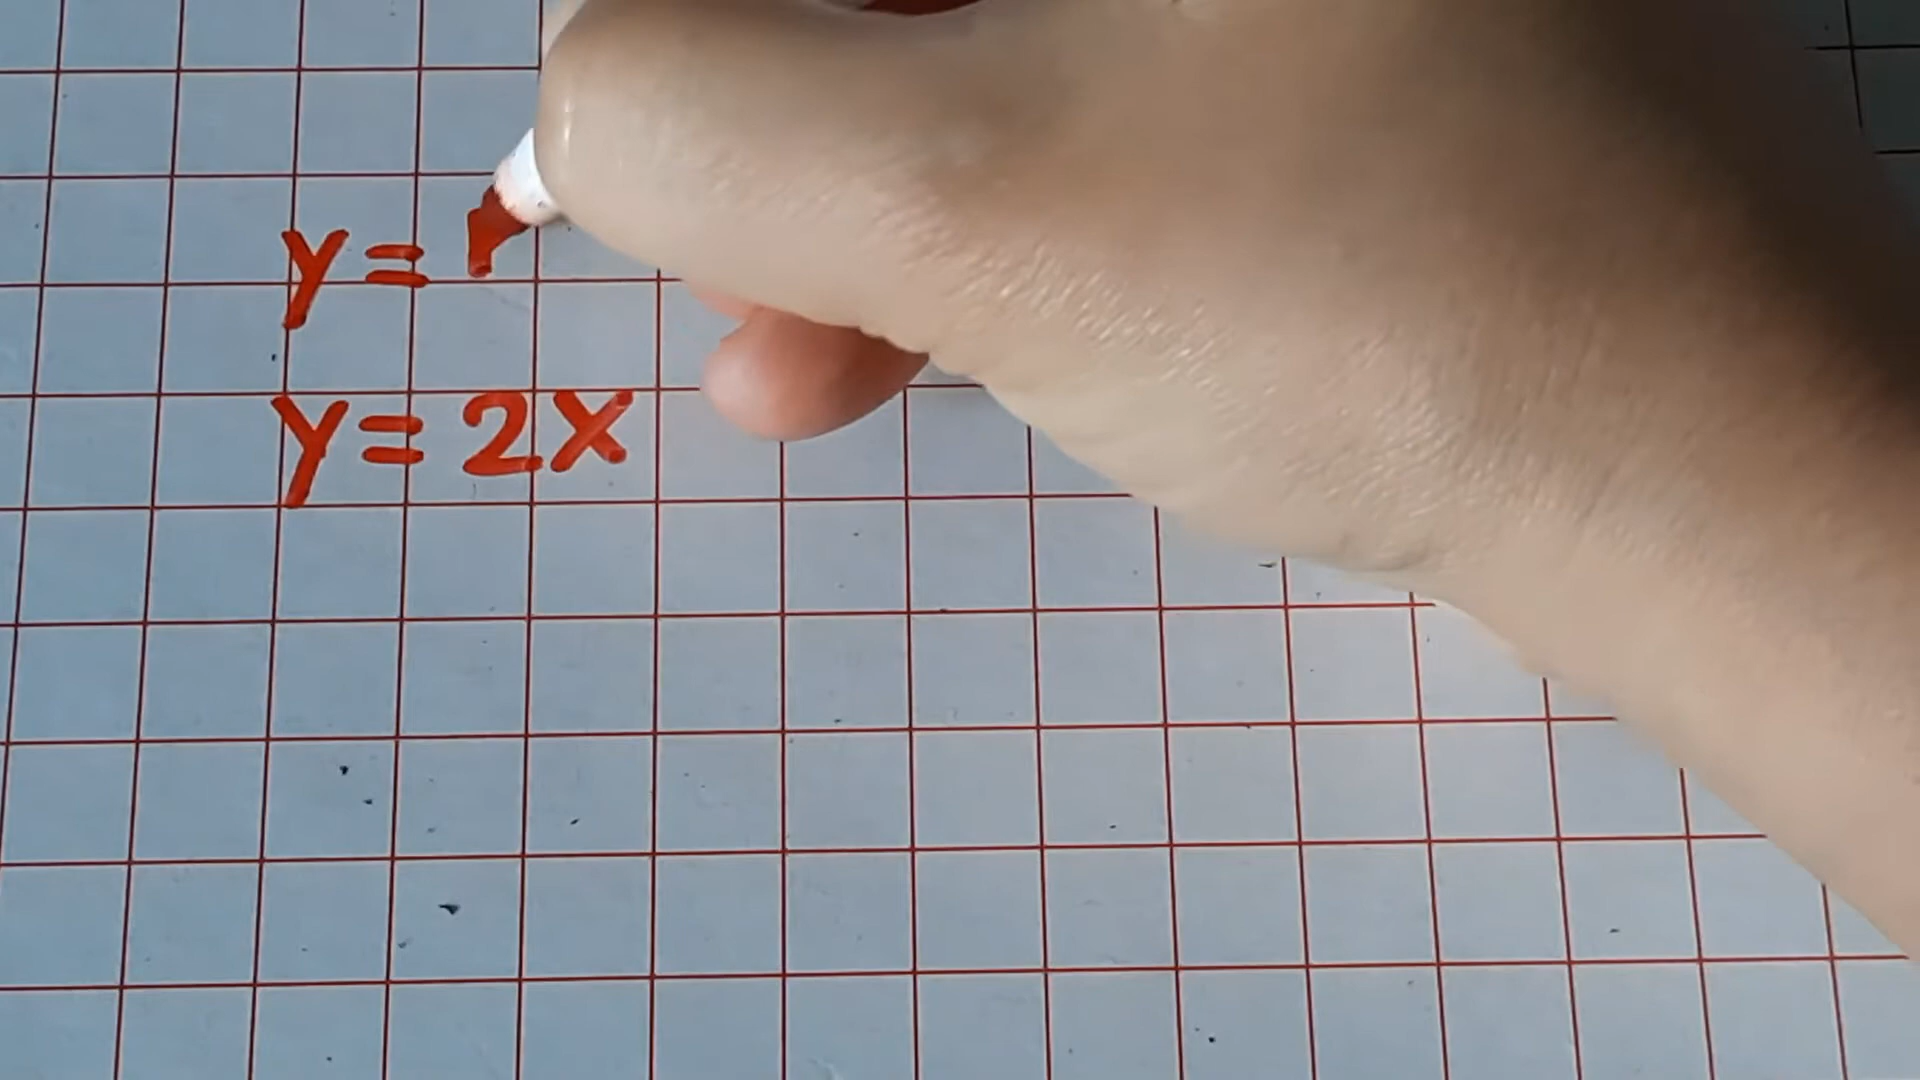 y=
y= 2x